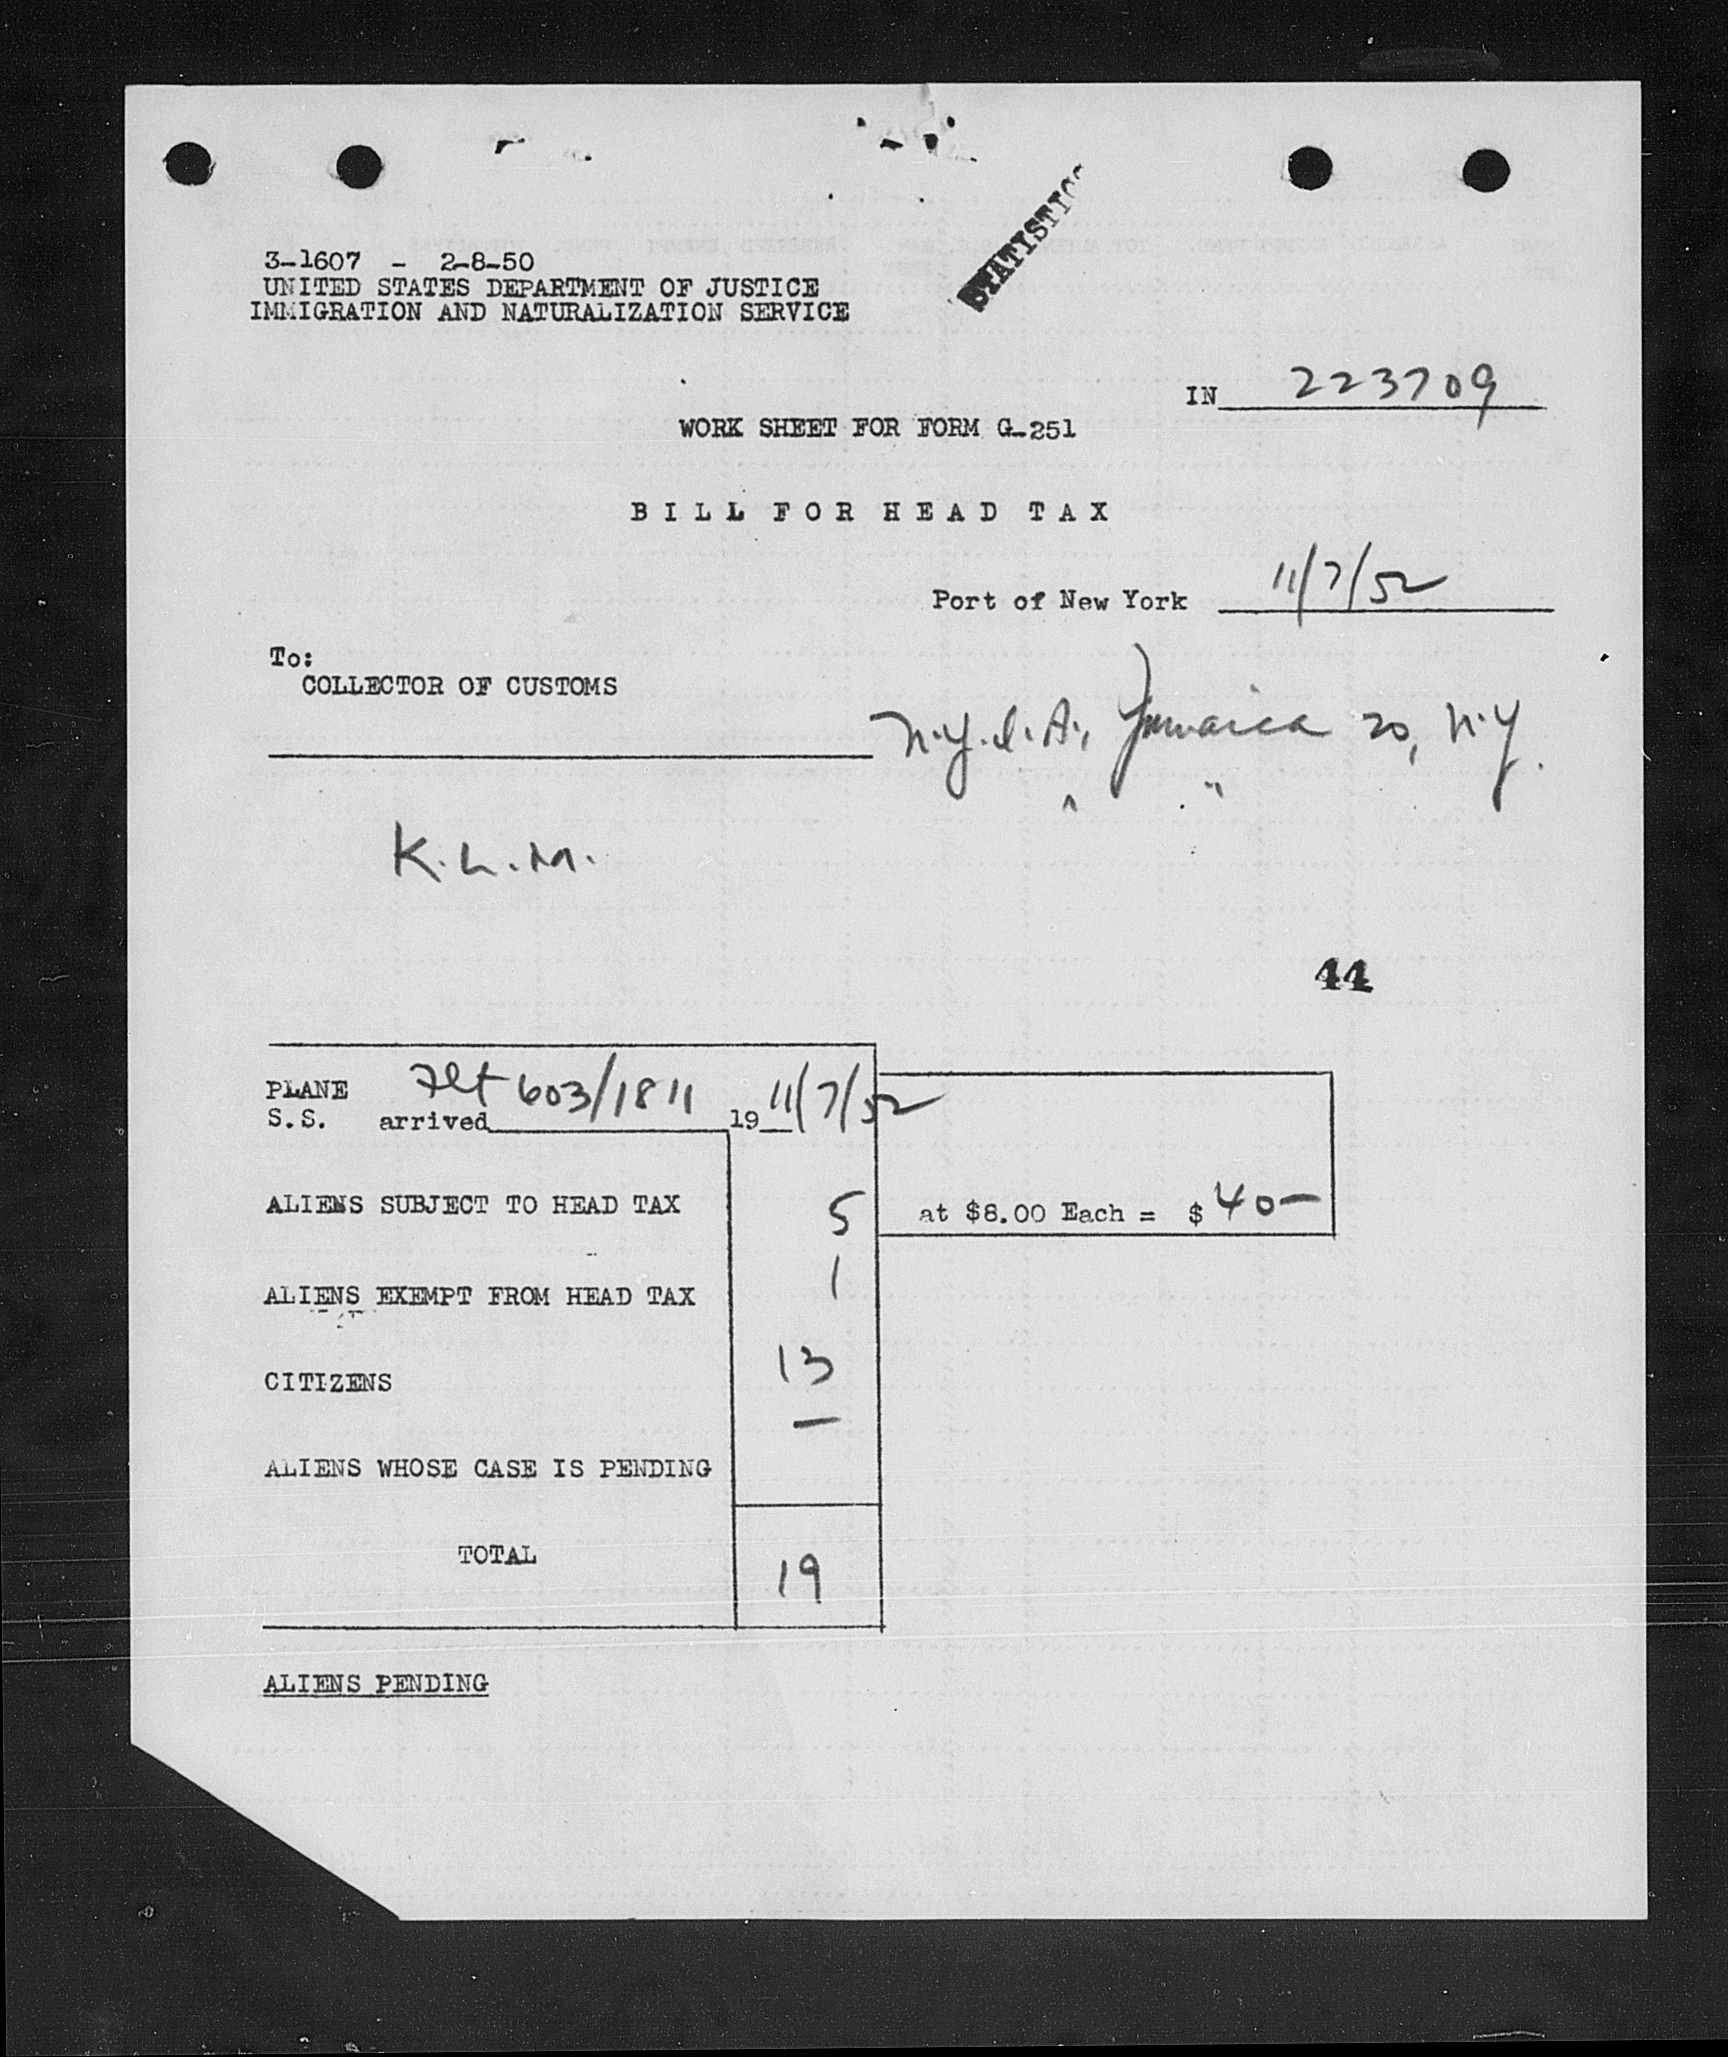 STATISTICS
3-1607 - 2-8-50
UNITED STATES DEPARTMENT OF JUSTICE
IMMIGRATION AND NATURALIZATION SERVICE
IN 223709
WORK SHEET FOR FORM G-251
BILL FOR HEAD TAX
Port of New York 11/7/52
To:
COLLECTOR OF CUSTOMS
N.Y.I.A., Jamaica 20, N.Y.
K.L.M.
44
PLANE Flt 603/1811 11/7/52
S.S. arrived 19
ALIENS SUBJECT TO HEAD TAX 5 at $8.00 Each = $ 40-
ALIENS EXEMPT FROM HEAD TAX 1
CITIZENS 13
—
ALIENS WHOSE CASE IS PENDING
TOTAL 19
ALIENS PENDING